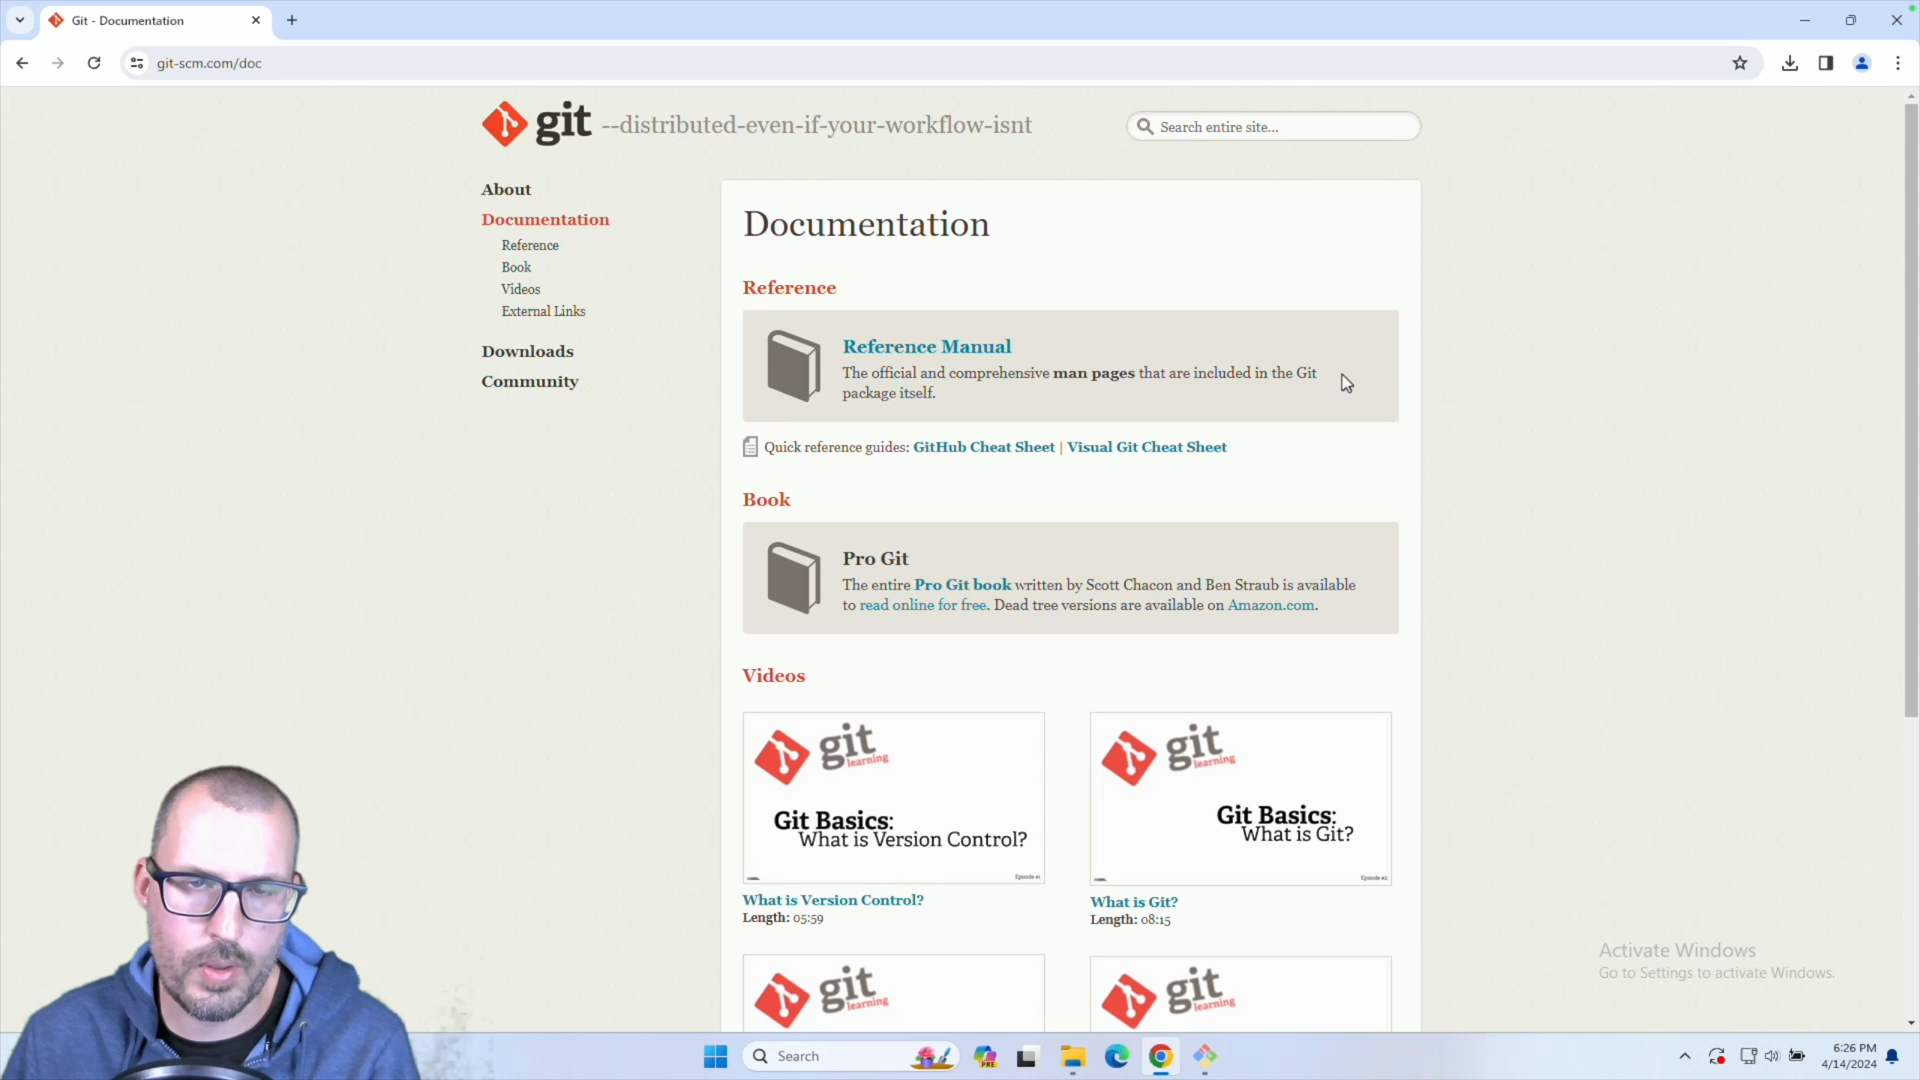 Git - Documentation
git-scm.com/doc
git --distributed-even-if-your-workflow-isnt
Search entire site...
About
Documentation
Reference
Book
Videos
External Links
Downloads
Community
Documentation
Reference
Reference Manual
The official and comprehensive man pages that are included in the Git
package itself.
Quick reference guides: GitHub Cheat Sheet | Visual Git Cheat Sheet
Book
Pro Git
The entire Pro Git book written by Scott Chacon and Ben Straub is available
to read online for free. Dead tree versions are available on Amazon.com.
Videos
git
learning
Git Basics:
What is Version Control?
Episode #1
What is Version Control?
Length: 05:59
git
learning
Git Basics:
What is Git?
Episode #2
What is Git?
Length: 08:15
git
learning
git
learning
Activate Windows
Go to Settings to activate Windows.
Search
PRE
6:26 PM
4/14/2024